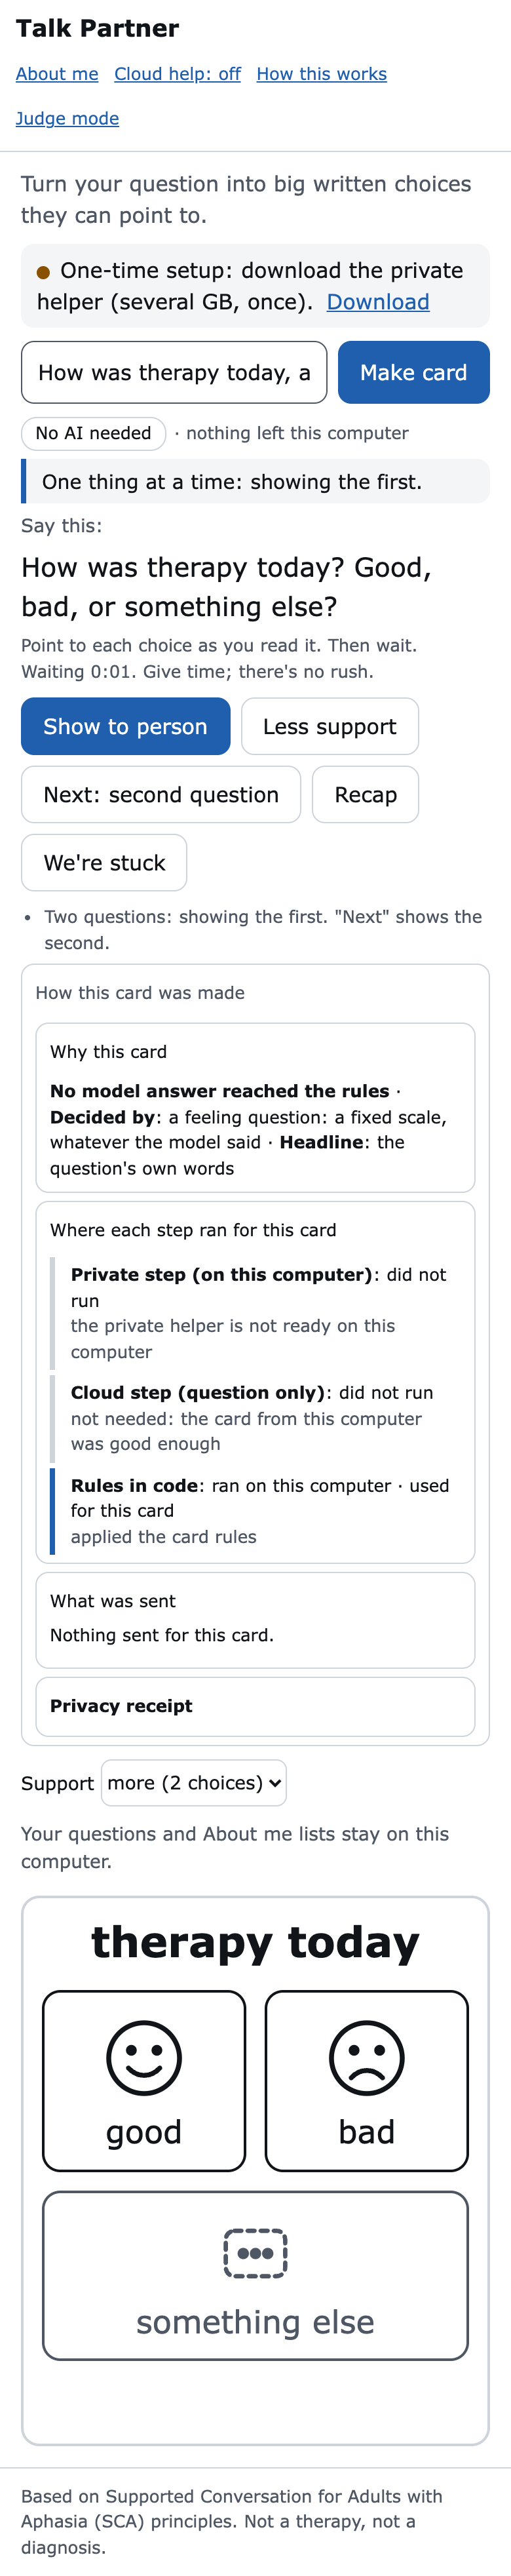 Talk Partner
About me Cloud help: off How this works
Judge mode
Turn your question into big written choices
they can point to.
One-time setup: download the private
helper (several GB, once). Download
How was therapy today, a
Make card
No AI needed · nothing left this computer
One thing at a time: showing the first.
Say this:
How was therapy today? Good,
bad, or something else?
Point to each choice as you read it. Then wait.
Waiting 0:01. Give time; there's no rush.
Show to person
Less support
Next: second question
Recap
We're stuck
• Two questions: showing the first. "Next" shows the
second.
How this card was made
Why this card
No model answer reached the rules ·
Decided by: a feeling question: a fixed scale,
whatever the model said · Headline: the
question's own words
Where each step ran for this card
Private step (on this computer): did not
run
the private helper is not ready on this
computer
Cloud step (question only): did not run
not needed: the card from this computer
was good enough
Rules in code: ran on this computer · used
for this card
applied the card rules
What was sent
Nothing sent for this card.
Privacy receipt
Support more (2 choices)
Your questions and About me lists stay on this
computer.
therapy today
good
bad
something else
Based on Supported Conversation for Adults with
Aphasia (SCA) principles. Not a therapy, not a
diagnosis.